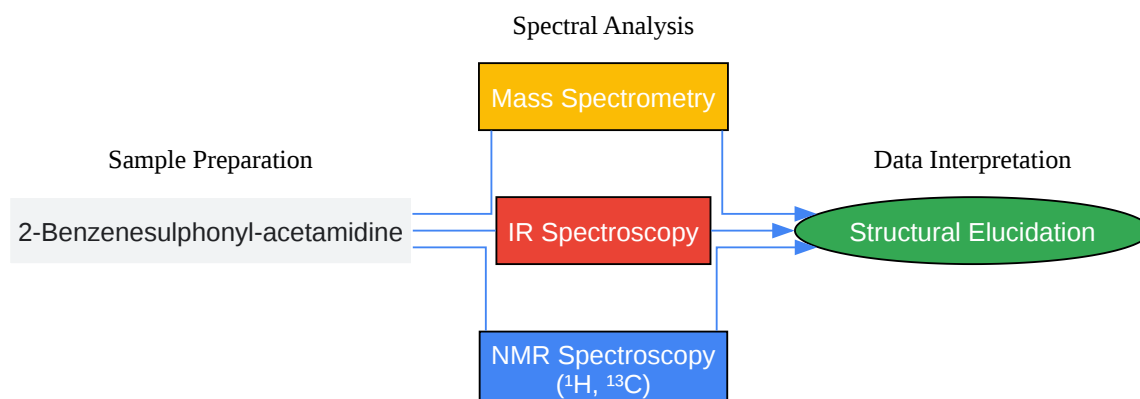 Spectral Analysis
Mass Spectrometry
Sample Preparation
Data Interpretation
2-Benzenesulphonyl-acetamidine
IR Spectroscopy
Structural Elucidation
NMR Spectroscopy
(¹H, ¹³C)